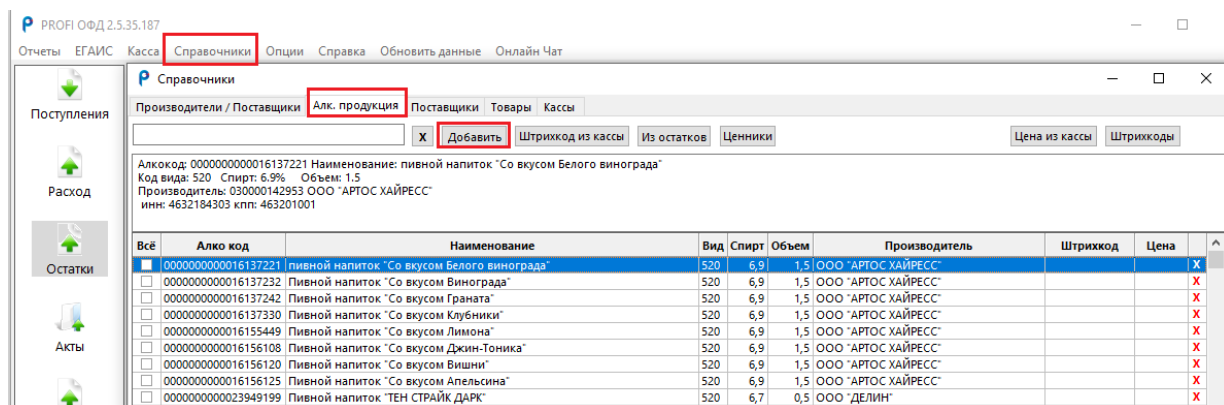 PROFI ОФД 2.5.35.187
Отчеты ЕГАИС Касса Справочники Опции Справка Обновить данные Онлайн Чат
Справочники
Поступления
Производители / Поставщики Алк. продукция Поставщики Товары Кассы
X Добавить Штрихкод из кассы Из остатков Ценники Цена из кассы Штрихкоды
Алкокод: 0000000000016137221 Наименование: пивной напиток "Со вкусом Белого винограда"
Код вида: 520 Спирт: 6.9% Объем: 1.5
Производитель: 030000142953 ООО "АРТОС ХАЙРЕСС"
инн: 4632184303 кпп: 463201001
Расход
Всё Алко код Наименование Вид Спирт Объем Производитель Штрихкод Цена
0000000000016137221 пивной напиток "Со вкусом Белого винограда" 520 6,9 1,5 ООО "АРТОС ХАЙРЕСС" X
Остатки
0000000000016137232 Пивной напиток "Со вкусом Винограда" 520 6,9 1,5 ООО "АРТОС ХАЙРЕСС" X
0000000000016137242 Пивной напиток "Со вкусом Граната" 520 6,9 1,5 ООО "АРТОС ХАЙРЕСС" X
0000000000016137330 Пивной напиток "Со вкусом Клубники" 520 6,9 1,5 ООО "АРТОС ХАЙРЕСС" X
0000000000016155449 Пивной напиток "Со вкусом Лимона" 520 6,9 1,5 ООО "АРТОС ХАЙРЕСС" X
Акты
0000000000016156108 Пивной напиток "Со вкусом Джин-Тоника" 520 6,9 1,5 ООО "АРТОС ХАЙРЕСС" X
0000000000016156120 Пивной напиток "Со вкусом Вишни" 520 6,9 1,5 ООО "АРТОС ХАЙРЕСС" X
0000000000016156125 Пивной напиток "Со вкусом Апельсина" 520 6,9 1,5 ООО "АРТОС ХАЙРЕСС" X
0000000000023949199 Пивной напиток "ТЕН СТРАЙК ДАРК" 520 6,7 0,5 ООО "ДЕЛИН" X